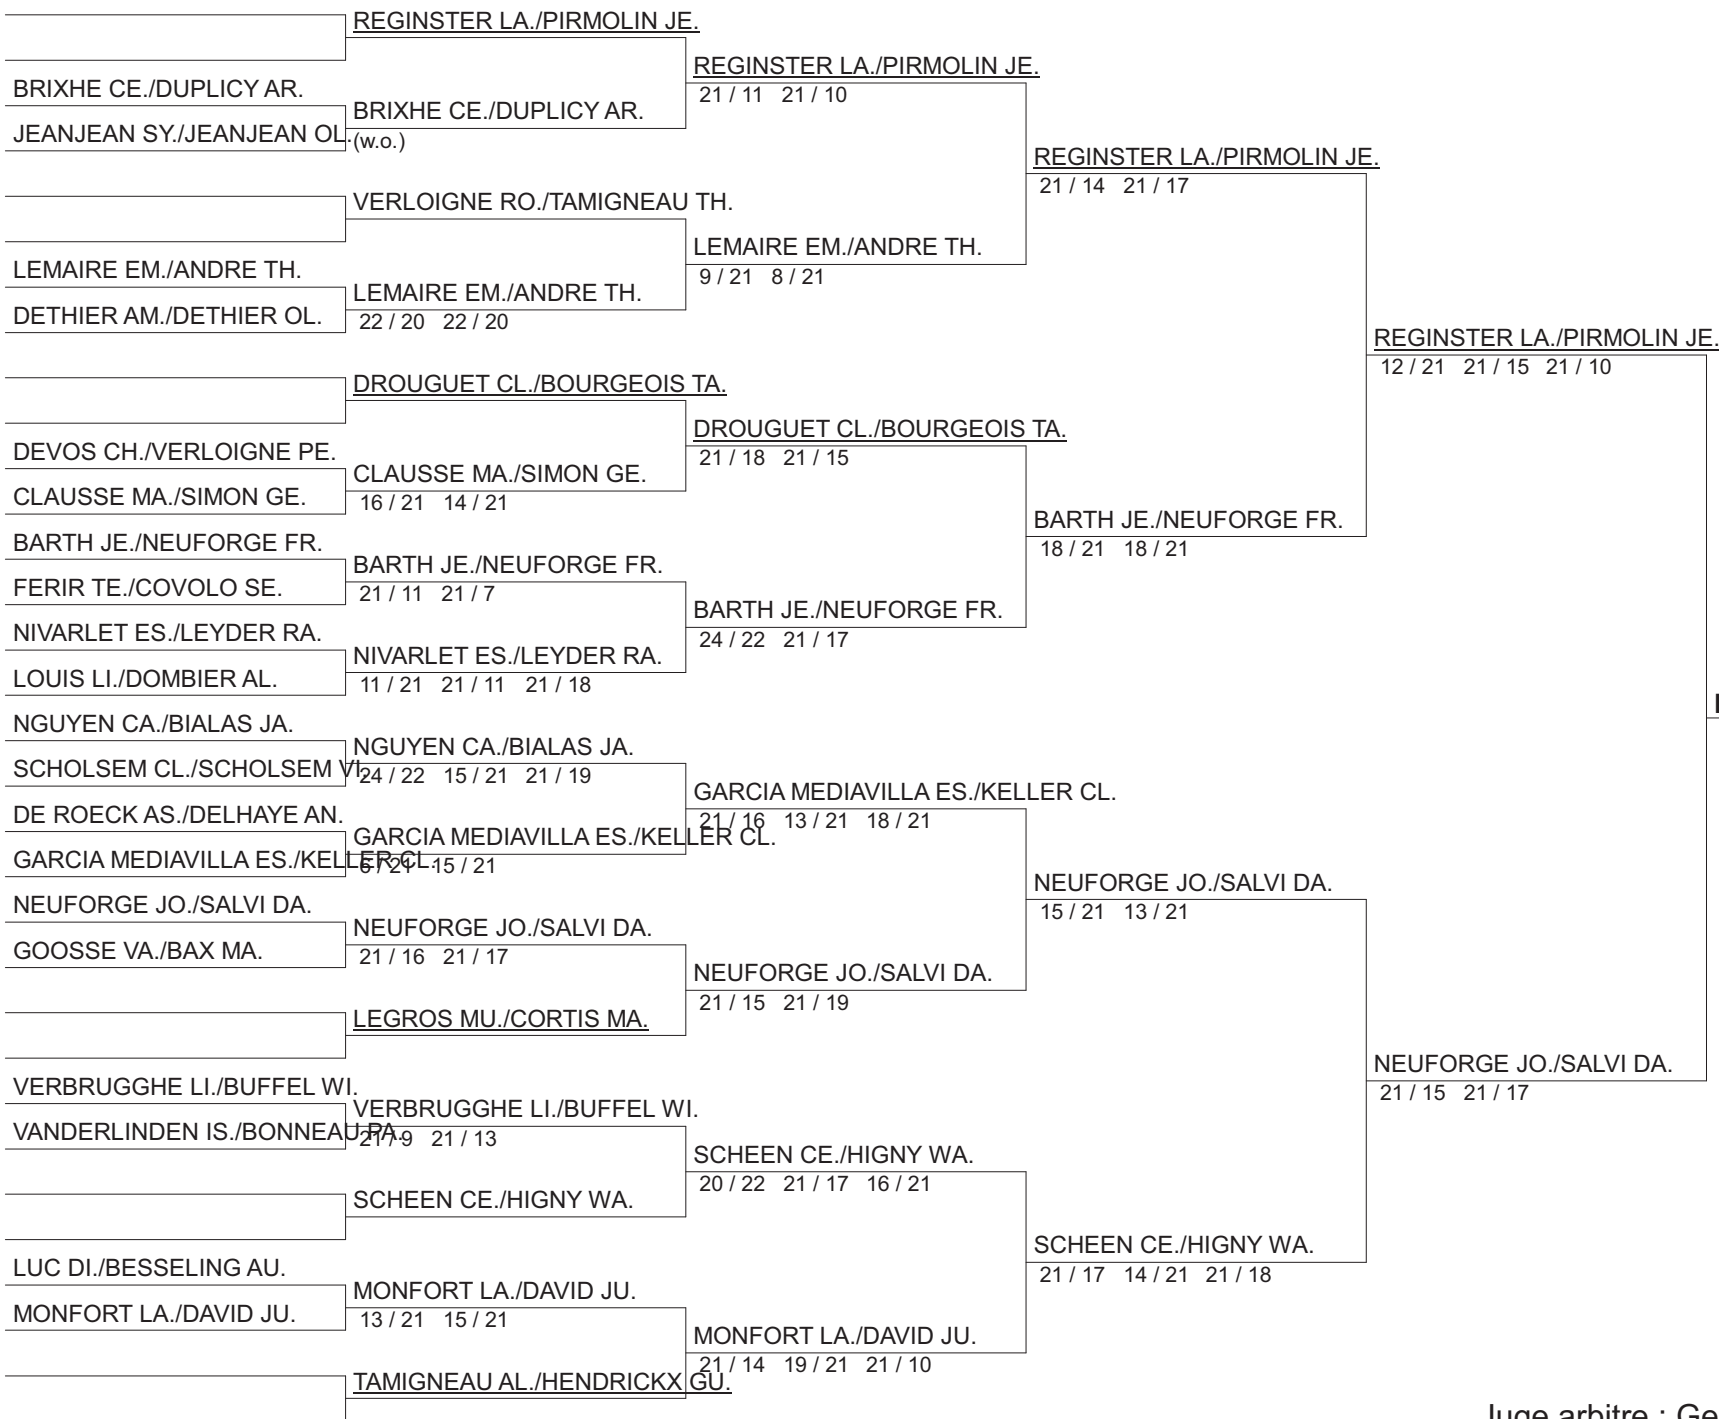 REGINSTER LA./PIRMOLIN JE.
BRIXHE CE./DUPLICY AR.
JEANJEAN SY./JEANJEAN OL.
BRIXHE CE./DUPLICY AR.
(w.o.)
REGINSTER LA./PIRMOLIN JE.
21 / 11 21 / 10
VERLOIGNE RO./TAMIGNEAU TH.
LEMAIRE EM./ANDRE TH.
DETHIER AM./DETHIER OL.
LEMAIRE EM./ANDRE TH.
22 / 20 22 / 20
LEMAIRE EM./ANDRE TH.
9 / 21 8 / 21
REGINSTER LA./PIRMOLIN JE.
21 / 14 21 / 17
DROUGUET CL./BOURGEOIS TA.
DEVOS CH./VERLOIGNE PE.
CLAUSSE MA./SIMON GE.
CLAUSSE MA./SIMON GE.
16 / 21 14 / 21
DROUGUET CL./BOURGEOIS TA.
21 / 18 21 / 15
BARTH JE./NEUFORGE FR.
FERIR TE./COVOLO SE.
BARTH JE./NEUFORGE FR.
21 / 11 21 / 7
NIVARLET ES./LEYDER RA.
LOUIS LI./DOMBIER AL.
NIVARLET ES./LEYDER RA.
11 / 21 21 / 11 21 / 18
BARTH JE./NEUFORGE FR.
24 / 22 21 / 17
BARTH JE./NEUFORGE FR.
18 / 21 18 / 21
REGINSTER LA./PIRMOLIN JE.
12 / 21 21 / 15 21 / 10
NGUYEN CA./BIALAS JA.
SCHOLSEM CL./SCHOLSEM VI.
NGUYEN CA./BIALAS JA.
24 / 22 15 / 21 21 / 19
DE ROECK AS./DELHAYE AN.
GARCIA MEDIAVILLA ES./KELLER CL.
GARCIA MEDIAVILLA ES./KELLER CL.
6 / 21 15 / 21
GARCIA MEDIAVILLA ES./KELLER CL.
21 / 16 13 / 21 18 / 21
NEUFORGE JO./SALVI DA.
GOOSSE VA./BAX MA.
NEUFORGE JO./SALVI DA.
21 / 16 21 / 17
LEGROS MU./CORTIS MA.
NEUFORGE JO./SALVI DA.
21 / 15 21 / 19
NEUFORGE JO./SALVI DA.
15 / 21 13 / 21
VERBRUGGHE LI./BUFFEL WI.
VANDERLINDEN IS./BONNEAU PA.
VERBRUGGHE LI./BUFFEL WI.
21 / 9 21 / 13
SCHEEN CE./HIGNY WA.
SCHEEN CE./HIGNY WA.
20 / 22 21 / 17 16 / 21
LUC DI./BESSELING AU.
MONFORT LA./DAVID JU.
MONFORT LA./DAVID JU.
13 / 21 15 / 21
TAMIGNEAU AL./HENDRICKX GU.
MONFORT LA./DAVID JU.
21 / 14 19 / 21 21 / 10
SCHEEN CE./HIGNY WA.
21 / 17 14 / 21 21 / 18
NEUFORGE JO./SALVI DA.
21 / 15 21 / 17
Juge arbitre : Ge